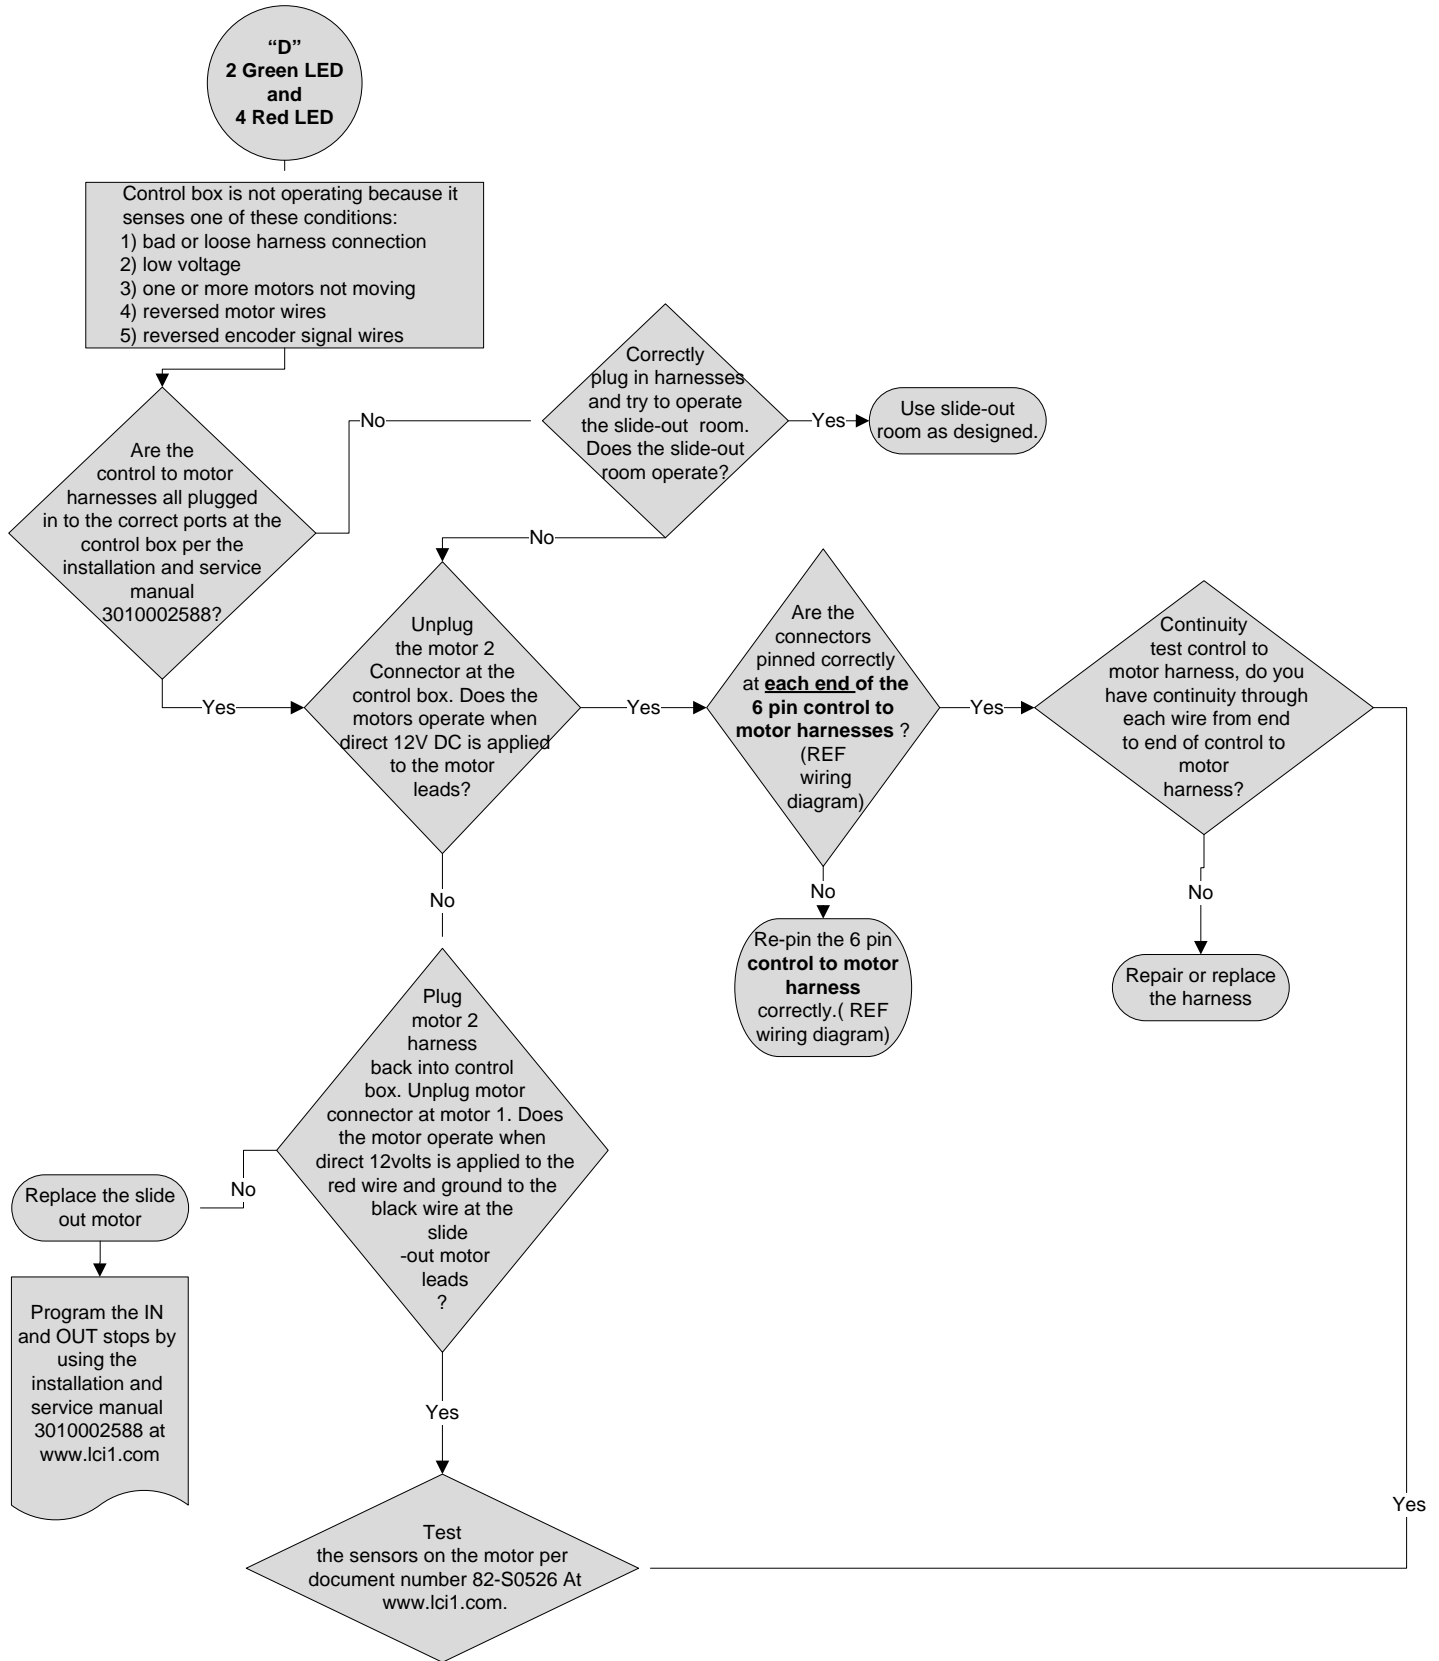 “D”
2 Green LED
and
4 Red LED
Control box is not operating because it
senses one of these conditions:
1) bad or loose harness connection
2) low voltage
3) one or more motors not moving
4) reversed motor wires
5) reversed encoder signal wires
Are the
control to motor
harnesses all plugged
in to the correct ports at the
control box per the
installation and service
manual
3010002588?
No
Correctly
plug in harnesses
and try to operate
the slide-out room.
Does the slide-out
room operate?
Yes
Use slide-out
room as designed.
No
Yes
Unplug
the motor 2
Connector at the
control box. Does the
motors operate when
direct 12V DC is applied
to the motor
leads?
Yes
Are the
connectors
pinned correctly
at each end of the
6 pin control to
motor harnesses ?
(REF
wiring
diagram)
Yes
Continuity
test control to
motor harness, do you
have continuity through
each wire from end
to end of control to
motor
harness?
No
No
No
Re-pin the 6 pin
control to motor
harness
correctly.( REF
wiring diagram)
Repair or replace
the harness
Plug
motor 2
harness
back into control
box. Unplug motor
connector at motor 1. Does
the motor operate when
direct 12volts is applied to the
red wire and ground to the
black wire at the
slide
-out motor
leads
?
No
Replace the slide
out motor
Program the IN
and OUT stops by
using the
installation and
service manual
3010002588 at
www.lci1.com
Yes
Yes
Test
the sensors on the motor per
document number 82-S0526 At
www.lci1.com.